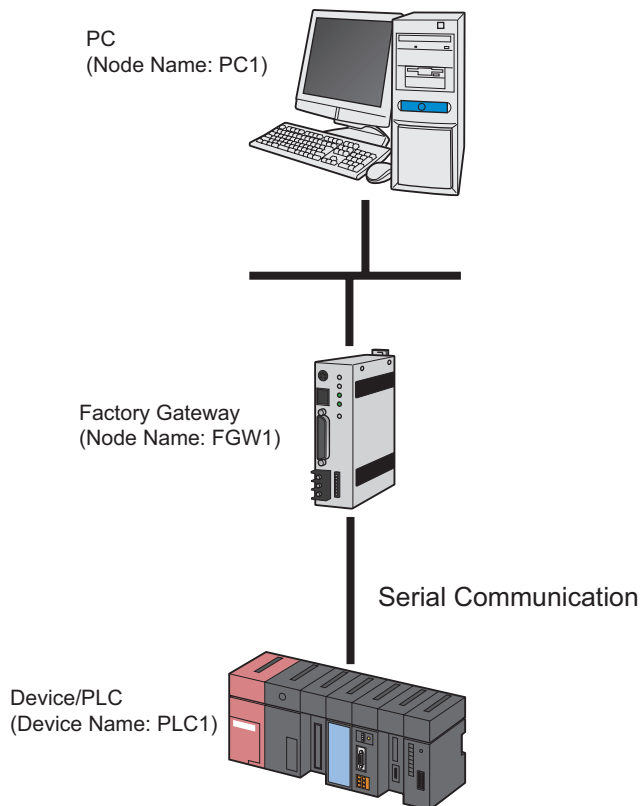 PC
(Node Name: PC1)
Factory Gateway
(Node Name: FGW1)
Serial Communication
Device/PLC
(Device Name: PLC1)